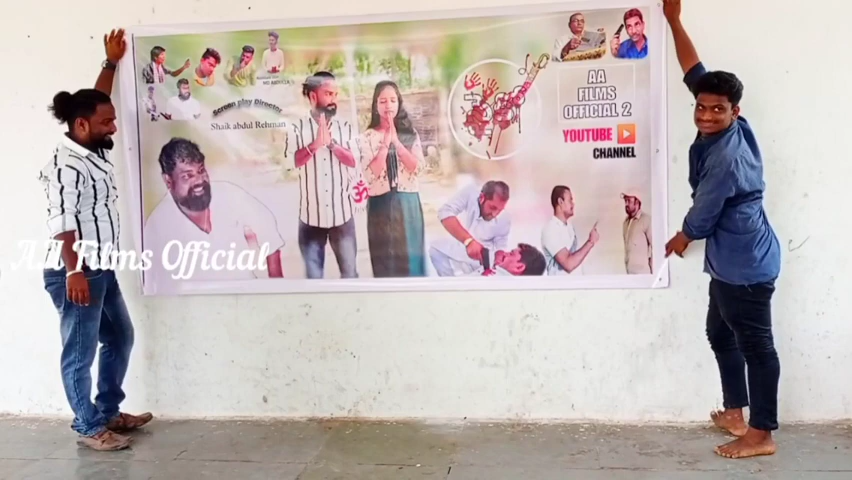 Screen play Director
Shaik abdul Rehman
AA
FILMS
OFFICIAL 2
YOUTUBE
CHANNEL
AA Films Official